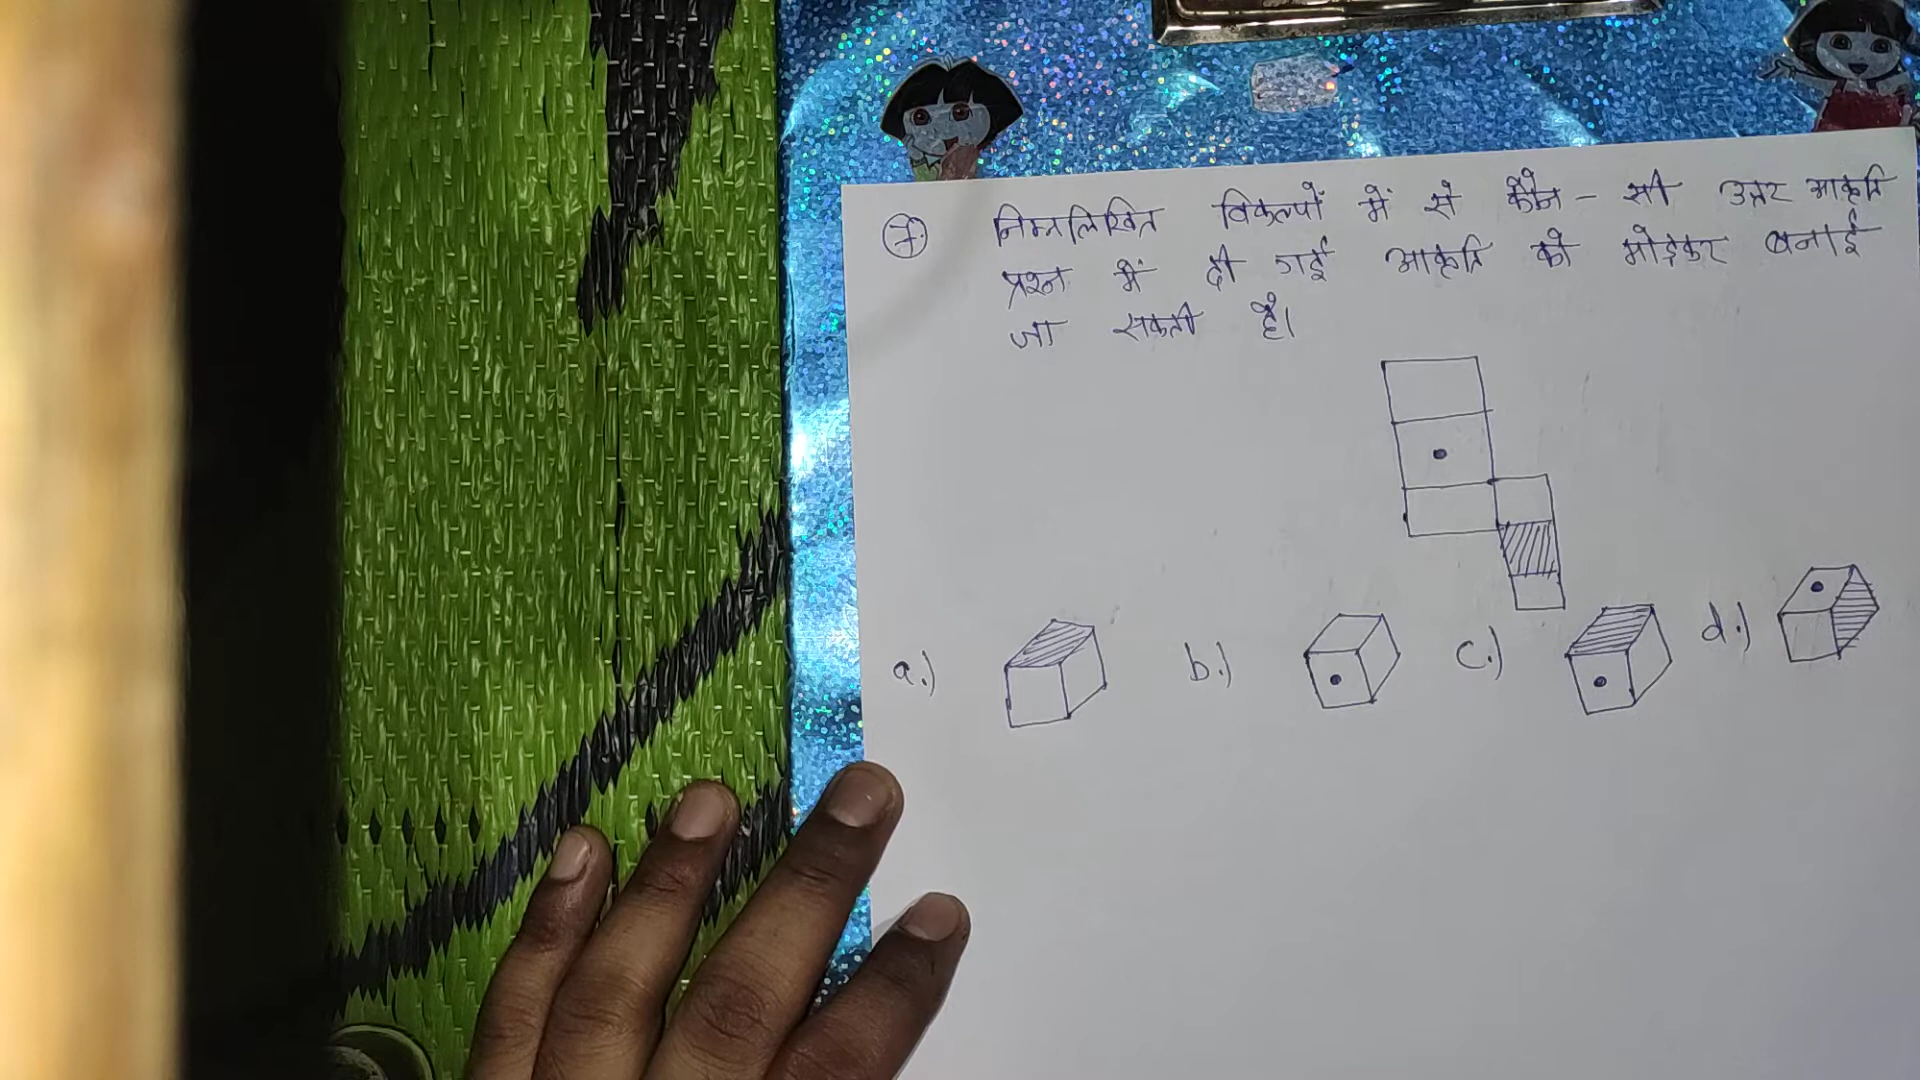 7. निम्नलिखित विकल्पों में से कौन - सी उत्तर आकृति
प्रश्न में दी गई आकृति को मोड़कर बनाई
जा सकती है।
a.) b.) c.) d.)